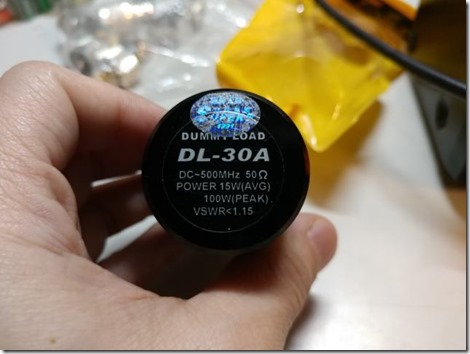 DUMMY LOAD
DL-30A
DC~500MHz 50Ω
POWER 15W(AVG)
100W(PEAK)
VSWR<1.15